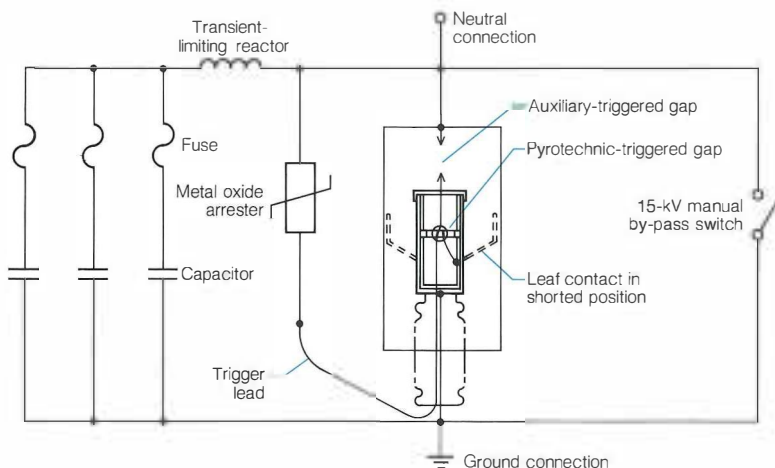 Transient-
limiting reactor
Neutral
connection
Auxiliary-triggered gap
Fuse
Pyrotechnic-triggered gap
Metal oxide
arrester
15-kV manual
by-pass switch
Capacitor
Leaf contact in
shorted position
Trigger
lead
Ground connection